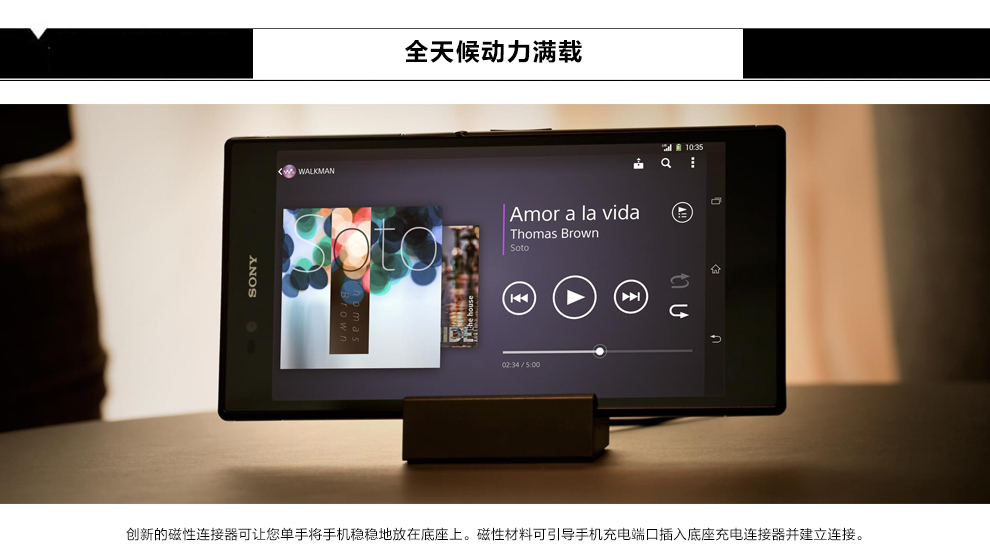 全天候动力满载
10:35
WALKMAN
Soto
Thomas
Brown
the house
Amor a la vida
Thomas Brown
Soto
SONY
02:34 / 5:00
创新的磁性连接器可让您单手将手机稳稳地放在底座上。磁性材料可引导手机充电端口插入底座充电连接器并建立连接。